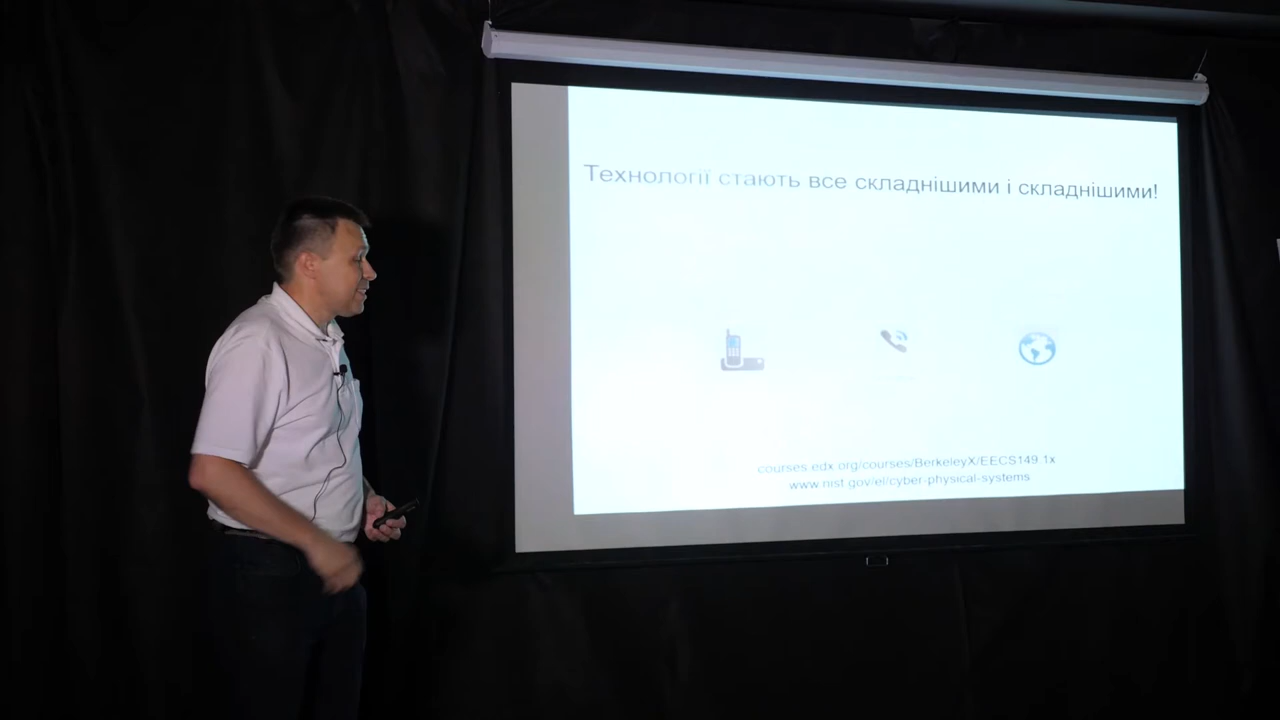 Технології стають все складнішими і складнішими!
courses.edx.org/courses/BerkeleyX/EECS149.1x
www.nist.gov/el/cyber-physical-systems